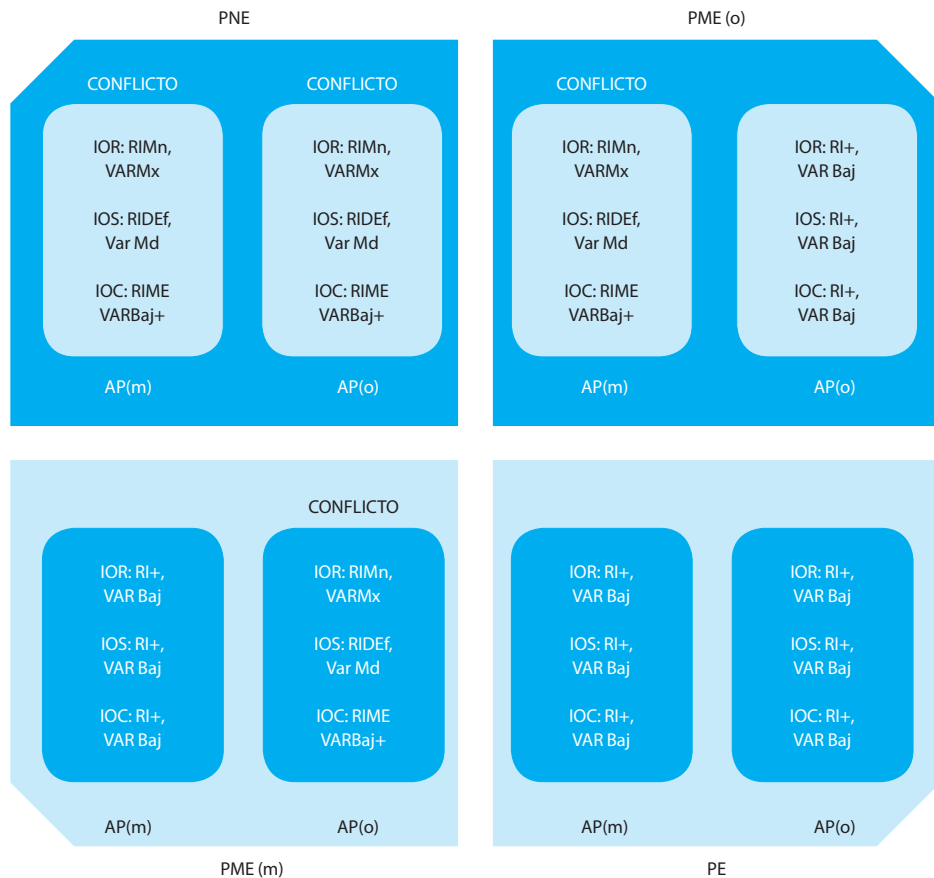 PNE
CONFLICTO
IOR: RIMn,
VARMx
IOS: RIDEf,
Var Md
IOC: RIME
VARBaj+
AP(m)
CONFLICTO
IOR: RIMn,
VARMx
IOS: RIDEf,
Var Md
IOC: RIME
VARBaj+
AP(o)
PME (o)
CONFLICTO
IOR: RIMn,
VARMx
IOS: RIDEf,
Var Md
IOC: RIME
VARBaj+
AP(m)
IOR: RI+,
VAR Baj
IOS: RI+,
VAR Baj
IOC: RI+,
VAR Baj
AP(o)
IOR: RI+,
VAR Baj
IOS: RI+,
VAR Baj
IOC: RI+,
VAR Baj
AP(m)
CONFLICTO
IOR: RIMn,
VARMx
IOS: RIDEf,
Var Md
IOC: RIME
VARBaj+
AP(o)
PME (m)
IOR: RI+,
VAR Baj
IOS: RI+,
VAR Baj
IOC: RI+,
VAR Baj
AP(m)
IOR: RI+,
VAR Baj
IOS: RI+,
VAR Baj
IOC: RI+,
VAR Baj
AP(o)
PE